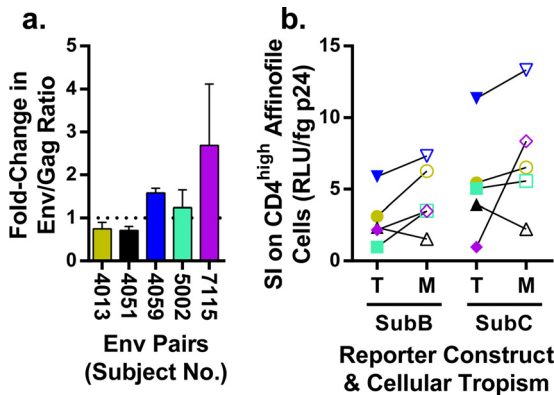 a.
Fold-Change in
Env/Gag Ratio
5
4
3
2
1
0
4013
4051
4059
5002
7115
Env Pairs
(Subject No.)
b.
SI on CD4high Affinofile
Cells (RLU/fg p24)
15
10
5
0
T M T M
SubB SubC
Reporter Construct
& Cellular Tropism